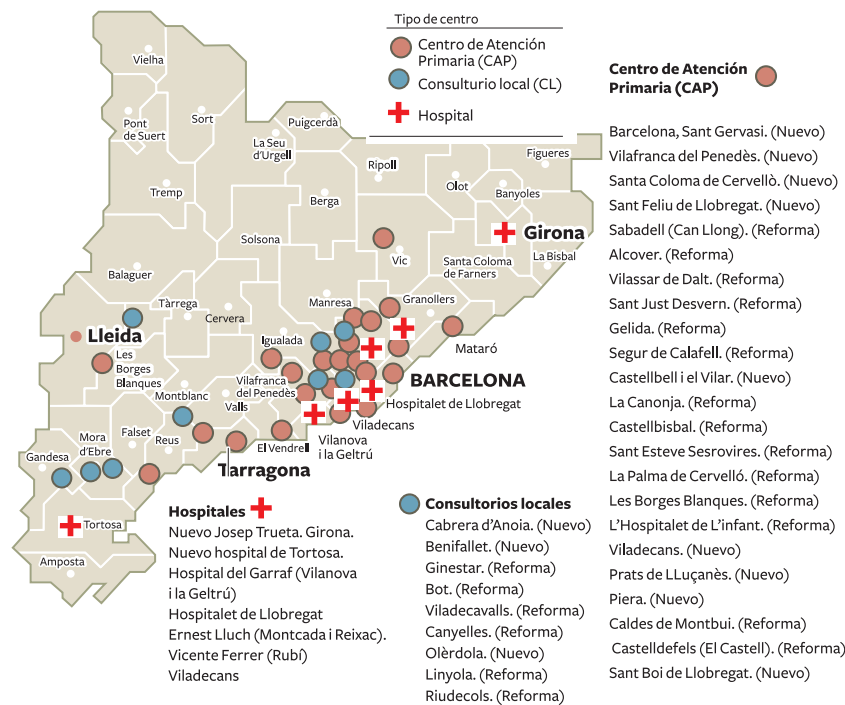 Tipo de centro
Centro de Atención
Primaria (CAP)
Consulturio local (CL)
Hospital
Vielha
Pont
de Suert
Sort
La Seu
d'Urgell
Puigcerdà
Ripoll
Figueres
Olot
Banyoles
Tremp
Berga
Girona
La Bisbal
Solsona
Vic
Santa Coloma
de Farners
Balaguer
Tàrrega
Cervera
Manresa
Granollers
Lleida
Igualada
Mataró
Les
Borges
Blanques
Montblanc
Vilafranca
del Penedès
BARCELONA
Hospitalet de Llobregat
Valls
Viladecans
Falset
Reus
Mora
d'Ebre
Gandesa
El Vendrell
Vilanova
i la Geltrú
Tarragona
Tortosa
Amposta
Hospitales
Nuevo Josep Trueta. Girona.
Nuevo hospital de Tortosa.
Hospital del Garraf (Vilanova
i la Geltrú)
Hospitalet de Llobregat
Ernest Lluch (Montcada i Reixac).
Vicente Ferrer (Rubí)
Viladecans
Consultorios locales
Cabrera d'Anoia. (Nuevo)
Benifallet. (Nuevo)
Ginestar. (Reforma)
Bot. (Reforma)
Viladecavalls. (Reforma)
Canyelles. (Reforma)
Olèrdola. (Nuevo)
Linyola. (Reforma)
Riudecols. (Reforma)
Centro de Atención
Primaria (CAP)
Barcelona, Sant Gervasi. (Nuevo)
Vilafranca del Penedès. (Nuevo)
Santa Coloma de Cervellò. (Nuevo)
Sant Feliu de Llobregat. (Nuevo)
Sabadell (Can Llong). (Reforma)
Alcover. (Reforma)
Vilassar de Dalt. (Reforma)
Sant Just Desvern. (Reforma)
Gelida. (Reforma)
Segur de Calafell. (Reforma)
Castellbell i el Vilar. (Nuevo)
La Canonja. (Reforma)
Castellbisbal. (Reforma)
Sant Esteve Sesrovires. (Reforma)
La Palma de Cervelló. (Reforma)
Les Borges Blanques. (Reforma)
L'Hospitalet de L'infant. (Reforma)
Viladecans. (Nuevo)
Prats de LLuçanès. (Nuevo)
Piera. (Nuevo)
Caldes de Montbui. (Reforma)
Castelldefels (El Castell). (Reforma)
Sant Boi de Llobregat. (Nuevo)